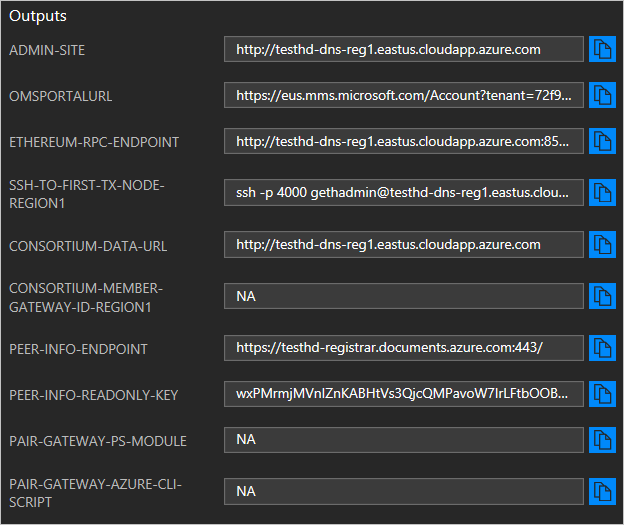 Outputs
ADMIN-SITE
http://testhd-dns-reg1.eastus.cloudapp.azure.com
OMSPORTALURL
https://eus.mms.microsoft.com/Account?tenant=72f9...
ETHEREUM-RPC-ENDPOINT
http://testhd-dns-reg1.eastus.cloudapp.azure.com:85...
SSH-TO-FIRST-TX-NODE-
REGION1
ssh -p 4000 gethadmin@testhd-dns-reg1.eastus.clou...
CONSORTIUM-DATA-URL
http://testhd-dns-reg1.eastus.cloudapp.azure.com
CONSORTIUM-MEMBER-
GATEWAY-ID-REGION1
NA
PEER-INFO-ENDPOINT
https://testhd-registrar.documents.azure.com:443/
PEER-INFO-READONLY-KEY
wxPMrmjMVnIZnKABHtVs3QjcQMPavoW7IrLFtbOOB...
PAIR-GATEWAY-PS-MODULE
NA
PAIR-GATEWAY-AZURE-CLI-
SCRIPT
NA